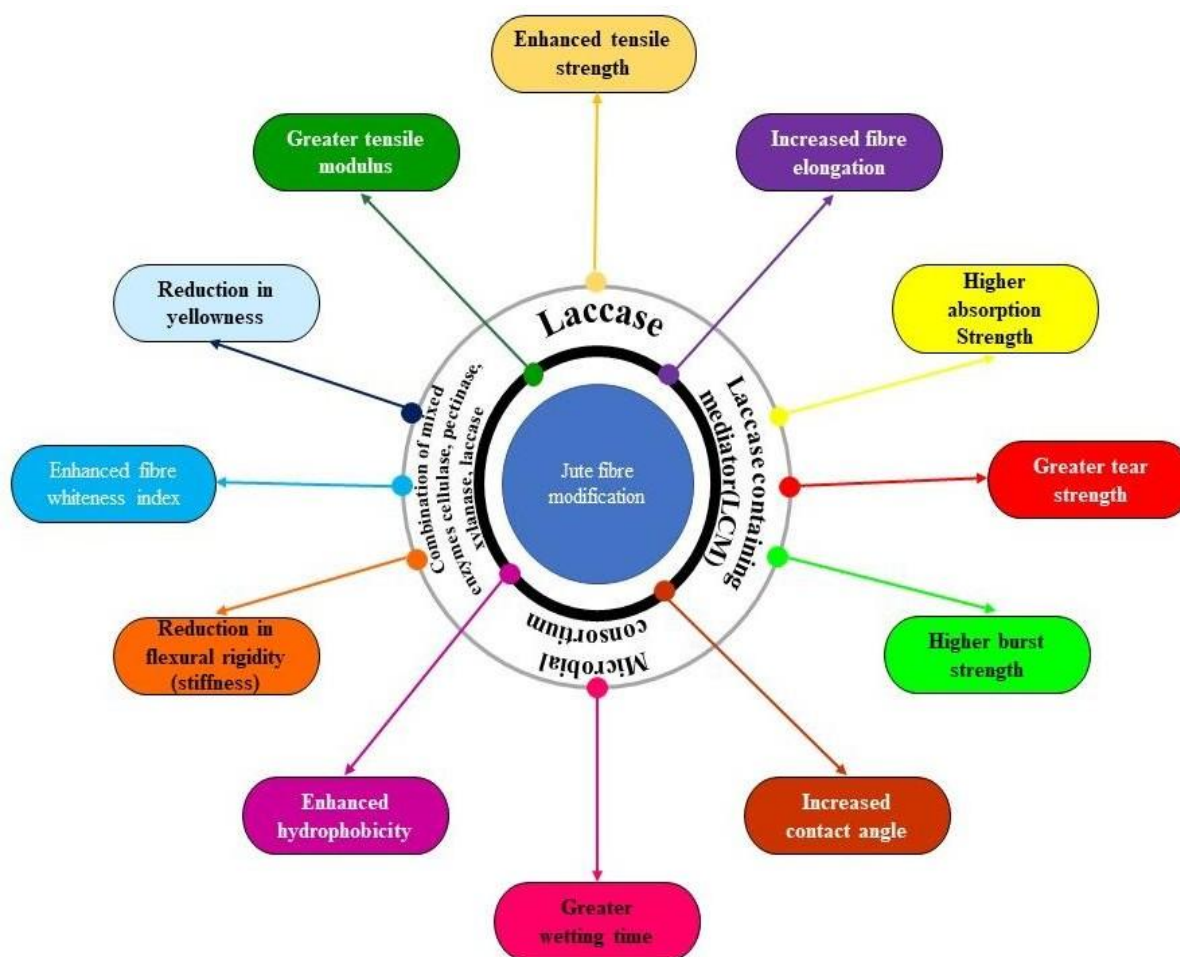 Enhanced tensile
strength
Greater tensile
modulus
Increased fibre
elongation
Reduction in
yellowness
Higher
absorption
Strength
Laccase
Combination of mixed
enzymes cellulase, pectinase,
xylanase, laccase
Laccase containing
mediator(LCM)
Jute fibre
modification
Enhanced fibre
whiteness index
Greater tear
strength
Reduction in
flexural rigidity
(stiffness)
Microbial
consortium
Higher burst
strength
Enhanced
hydrophobicity
Increased
contact angle
Greater
wetting time